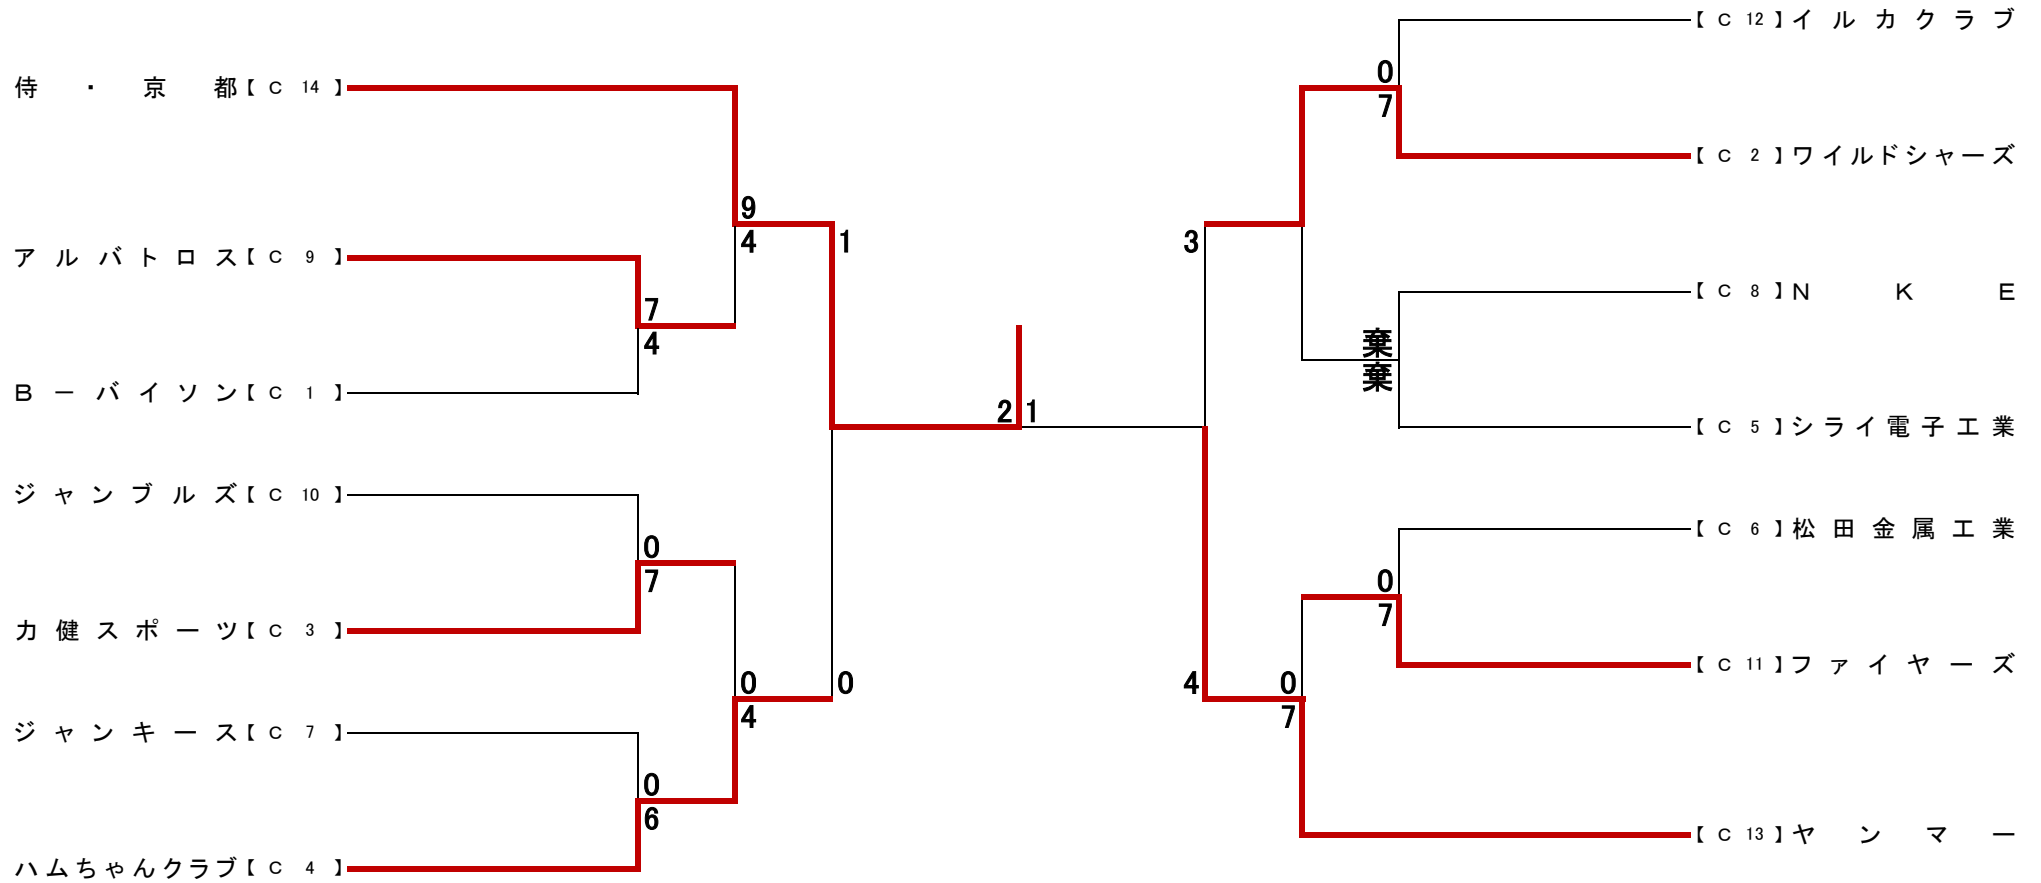 侍・京都【 C 14 】
アルバトロス【 C 9 】
B－バイソン【 C 1 】
ジャンブルズ【 C 10 】
力健スポーツ【 C 3 】
ジャンキース【 C 7 】
ハムちゃんクラブ【 C 4 】
9
4
7
4
0
7
0
4
0
6
1
0
2 1
3
4
0
7
棄
棄
0
7
0
7
【 C 12 】イルカクラブ
【 C 2 】ワイルドシャーズ
【 C 8 】ＮＫＥ
【 C 5 】シライ電子工業
【 C 6 】松田金属工業
【 C 11 】ファイヤーズ
【 C 13 】ヤンマー